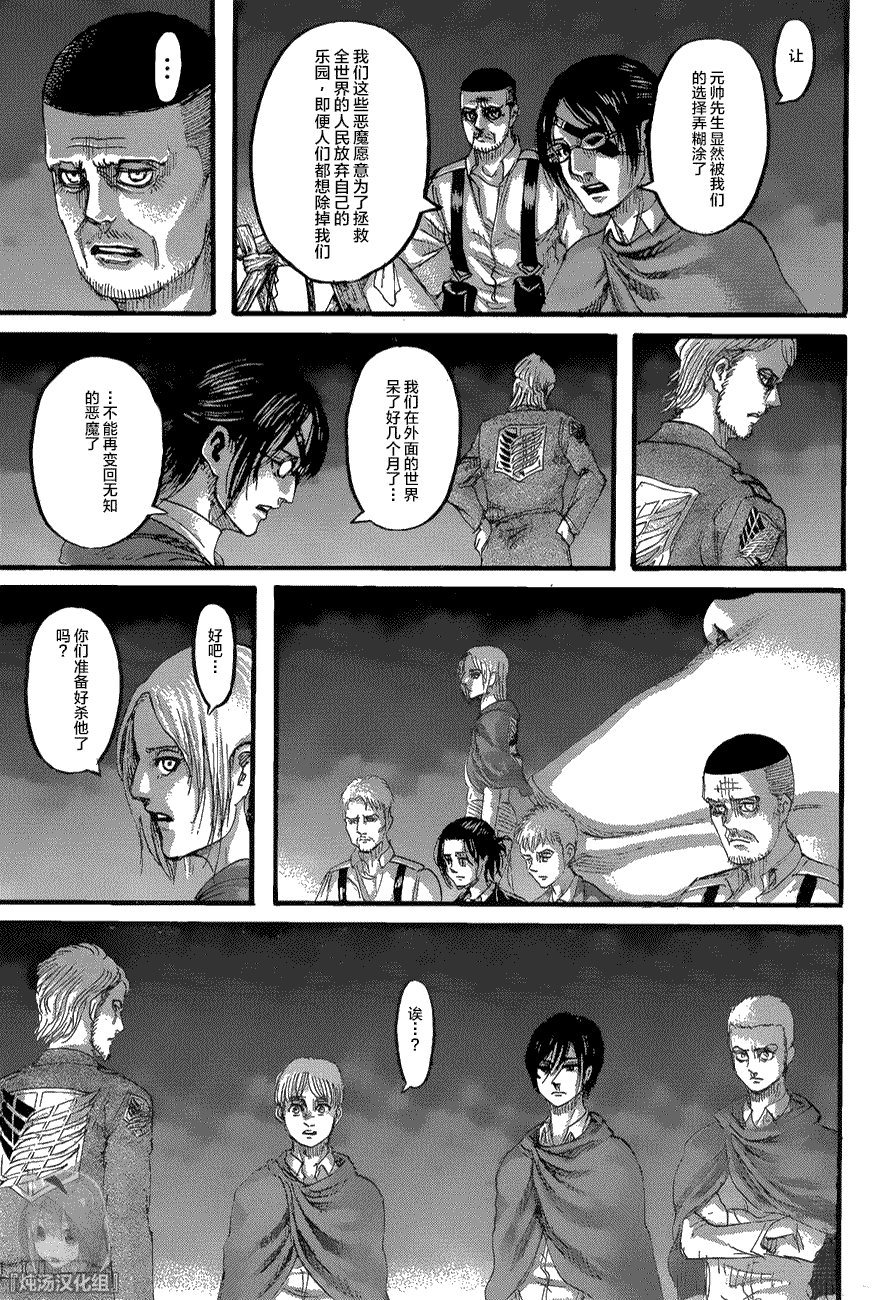 让
元帅先生显然被我们
的选择弄糊涂了
我们这些恶魔愿意为了拯救
全世界的人民放弃自己的
乐园，即便人们都想除掉我们
…
我们在外面的世界
呆了好几个月了…
…不能再变回无知
的恶魔了
好吧…
你们准备好杀他了
吗？
诶…？
『炖汤汉化组』